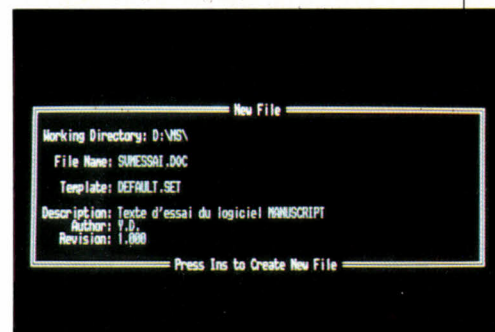 New File
Working Directory: D:\MS\
File Name: SUMESSAI.DOC
Template: DEFAULT.SET
Description: Texte d'essai du logiciel MANUSCRIPT
Author: Y.D.
Revision: 1.000
Press Ins to Create New File